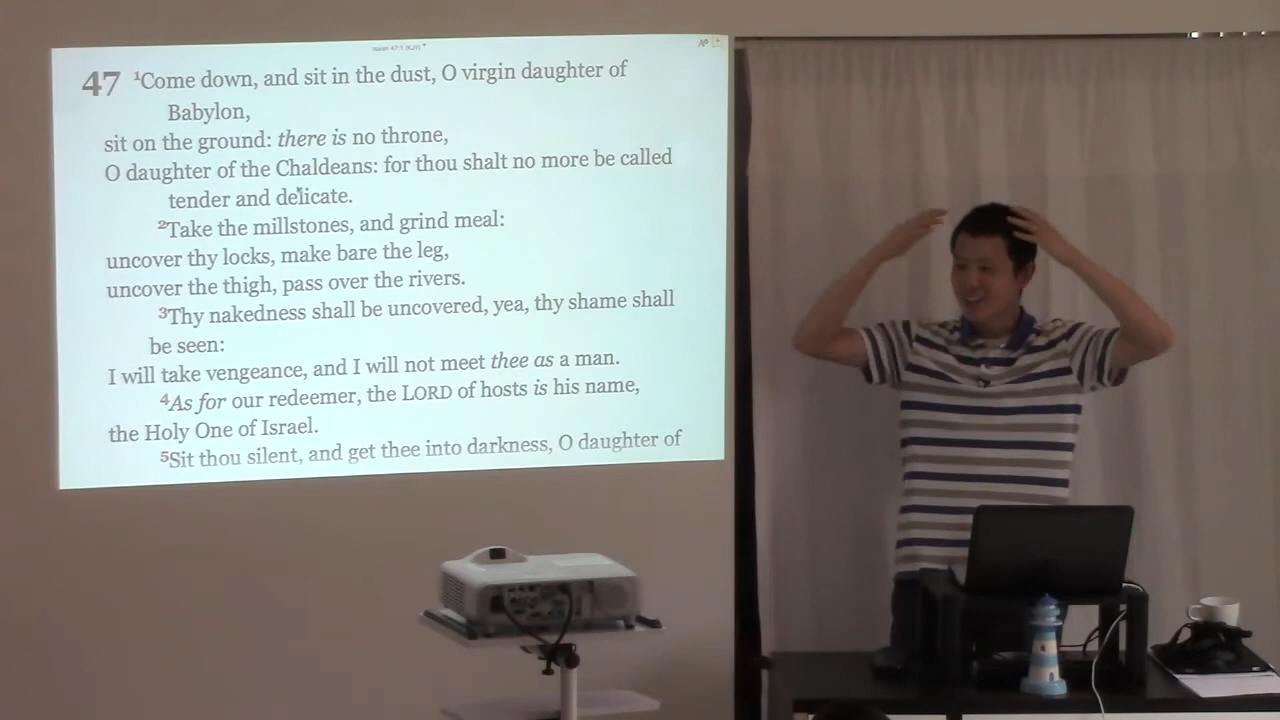 Isaiah 47:1 (KJV)
47 ¹Come down, and sit in the dust, O virgin daughter of
Babylon,
sit on the ground: there is no throne,
O daughter of the Chaldeans: for thou shalt no more be called
tender and delicate.
²Take the millstones, and grind meal:
uncover thy locks, make bare the leg,
uncover the thigh, pass over the rivers.
³Thy nakedness shall be uncovered, yea, thy shame shall
be seen:
I will take vengeance, and I will not meet thee as a man.
⁴As for our redeemer, the LORD of hosts is his name,
the Holy One of Israel.
⁵Sit thou silent, and get thee into darkness, O daughter of